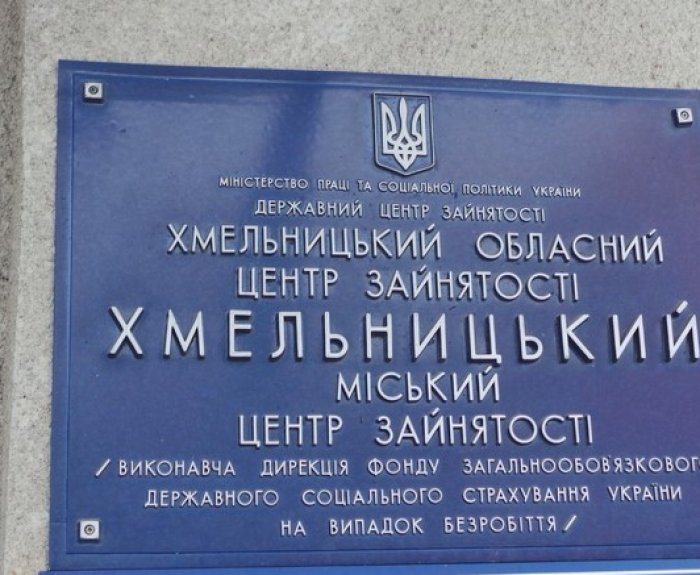 МІНІСТЕРСТВО ПРАЦІ ТА СОЦІАЛЬНОЇ ПОЛІТИКИ УКРАЇНИ
ДЕРЖАВНИЙ ЦЕНТР ЗАЙНЯТОСТІ
ХМЕЛЬНИЦЬКИЙ ОБЛАСНИЙ
ЦЕНТР ЗАЙНЯТОСТІ
ХМЕЛЬНИЦЬКИЙ
МІСЬКИЙ
ЦЕНТР ЗАЙНЯТОСТІ
/ВИКОНАВЧА ДИРЕКЦІЯ ФОНДУ ЗАГАЛЬНООБОВ'ЯЗКОВОГО
ДЕРЖАВНОГО СОЦІАЛЬНОГО СТРАХУВАННЯ УКРАЇНИ
НА ВИПАДОК БЕЗРОБІТТЯ/